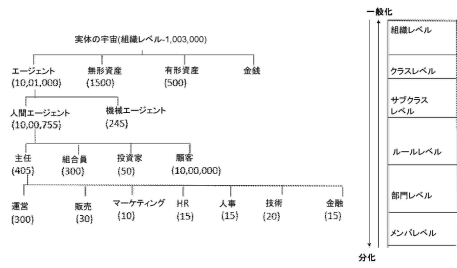 一般化
実体の宇宙(組織レベル-1,003,000)
組織レベル
エージェント 無形資産 有形資産 金銭
{10,01,000} {1500} {500}
クラスレベル
人間エージェント 機械エージェント
{10,00,755} {245}
サブクラス
レベル
主任 組合員 投資家 顧客
{405} {300} {50} {10,00,000}
ルールレベル
運営 販売 マーケティング HR 人事 技術 金融
{300} {30} {10} {15} {15} {20} {15}
部門レベル
メンバレベル
分化